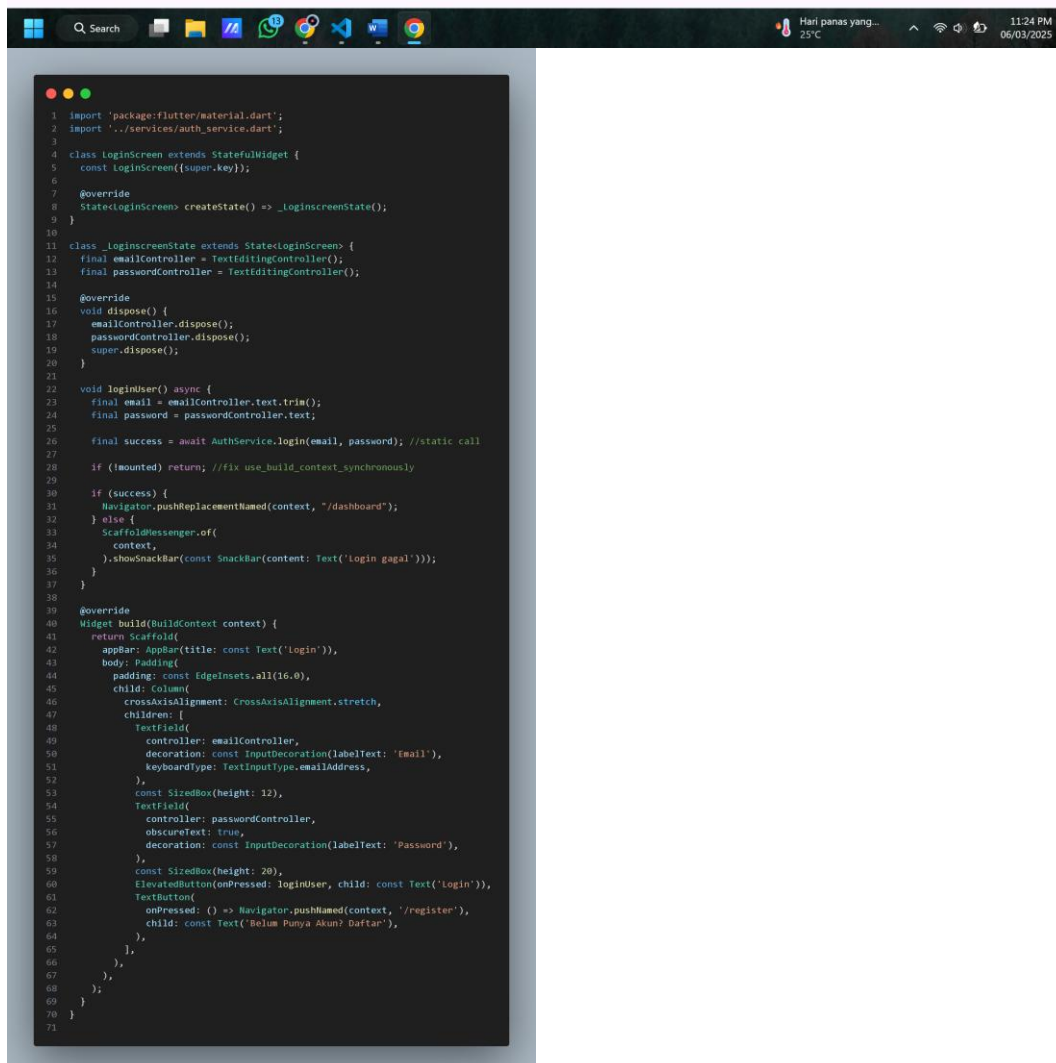 Search
13
Hari panas yang...
25°C
11:24 PM
06/03/2025
1 import 'package:flutter/material.dart';
2 import '../services/auth_service.dart';
3
4 class LoginScreen extends StatefulWidget {
5   const LoginScreen({super.key});
6
7   @override
8   State<LoginScreen> createState() => _LoginscreenState();
9 }
10
11 class _LoginscreenState extends State<LoginScreen> {
12   final emailController = TextEditingController();
13   final passwordController = TextEditingController();
14
15   @override
16   void dispose() {
17     emailController.dispose();
18     passwordController.dispose();
19     super.dispose();
20   }
21
22   void loginUser() async {
23     final email = emailController.text.trim();
24     final password = passwordController.text;
25
26     final success = await AuthService.login(email, password); //static call
27
28     if (!mounted) return; //fix use_build_context_synchronously
29
30     if (success) {
31       Navigator.pushReplacementNamed(context, "/dashboard");
32     } else {
33       ScaffoldMessenger.of(
34         context,
35       ).showSnackBar(const SnackBar(content: Text('Login gagal')));
36     }
37   }
38
39   @override
40   Widget build(BuildContext context) {
41     return Scaffold(
42       appBar: AppBar(title: const Text('Login')),
43       body: Padding(
44         padding: const EdgeInsets.all(16.0),
45         child: Column(
46           crossAxisAlignment: CrossAxisAlignment.stretch,
47           children: [
48             TextField(
49               controller: emailController,
50               decoration: const InputDecoration(labelText: 'Email'),
51               keyboardType: TextInputType.emailAddress,
52             ),
53             const SizedBox(height: 12),
54             TextField(
55               controller: passwordController,
56               obscureText: true,
57               decoration: const InputDecoration(labelText: 'Password'),
58             ),
59             const SizedBox(height: 20),
60             ElevatedButton(onPressed: loginUser, child: const Text('Login')),
61             TextButton(
62               onPressed: () => Navigator.pushNamed(context, '/register'),
63               child: const Text('Belum Punya Akun? Daftar'),
64             ),
65           ],
66         ),
67       ),
68     );
69   }
70 }
71